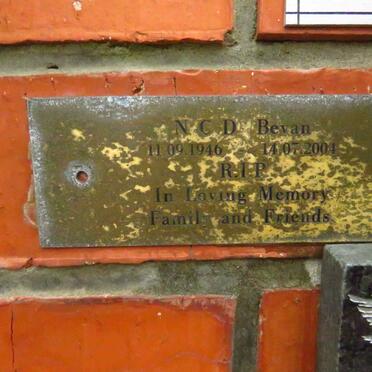 N C D Bevan
11.09.1946 14.07.2004
R.I.P.
In Loving Memory
Family and Friends